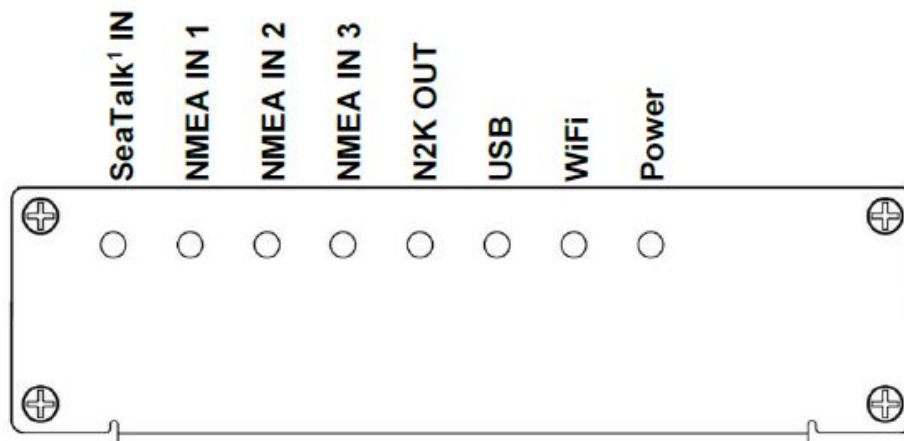 SeaTalk¹ IN
NMEA IN 1
NMEA IN 2
NMEA IN 3
N2K OUT
USB
WiFi
Power